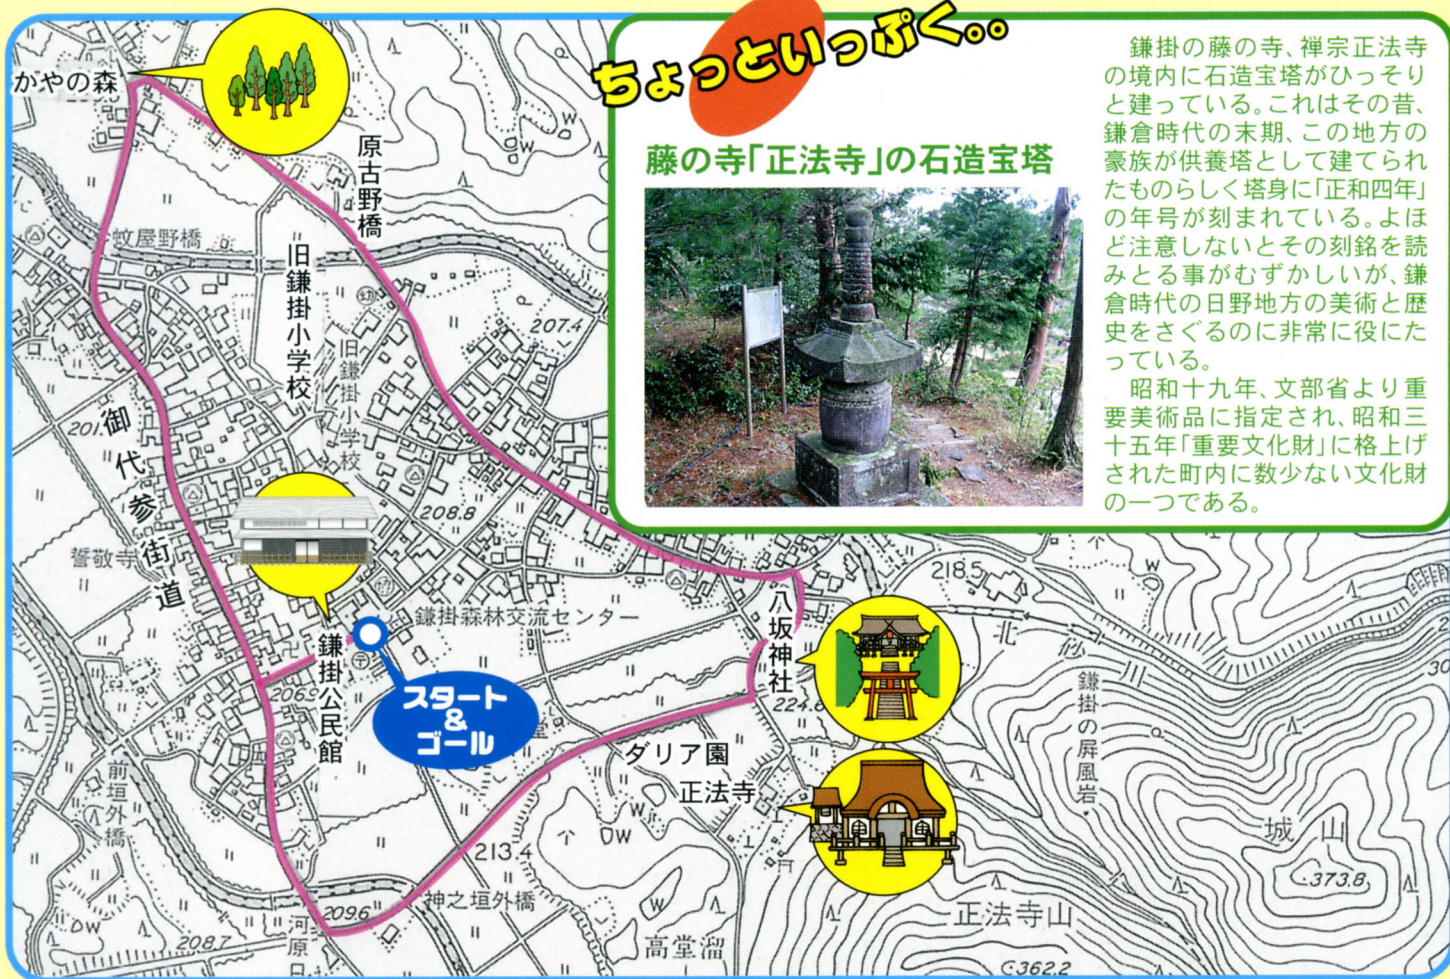 ちょっといっぷく。。
藤の寺「正法寺」の石造宝塔
　鎌掛の藤の寺、禅宗正法寺
の境内に石造宝塔がひっそり
と建っている。これはその昔、
鎌倉時代の末期、この地方の
豪族が供養塔として建てられ
たものらしく塔身に「正和四年」
の年号が刻まれている。よほ
ど注意しないとその刻銘を読
みとる事がむずかしいが、鎌
倉時代の日野地方の美術と歴
史をさぐるのに非常に役にた
っている。
　昭和十九年、文部省より重
要美術品に指定され、昭和三
十五年「重要文化財」に格上げ
された町内に数少ない文化財
の一つである。
かやの森
原古野橋
蚊屋野橋
旧鎌掛小学校
旧鎌掛小学校
207.4
御代参街道
208.8
誓敬寺
鎌掛森林交流センター
鎌掛公民館
スタート
&
ゴール
206.9
八坂神社
218.5
北砂川
鎌掛の屏風岩
ダリア園
正法寺
前垣外橋
213.4
神之垣外橋
209.6
208.7
高堂溜
正法寺山
362.2
城山
373.8